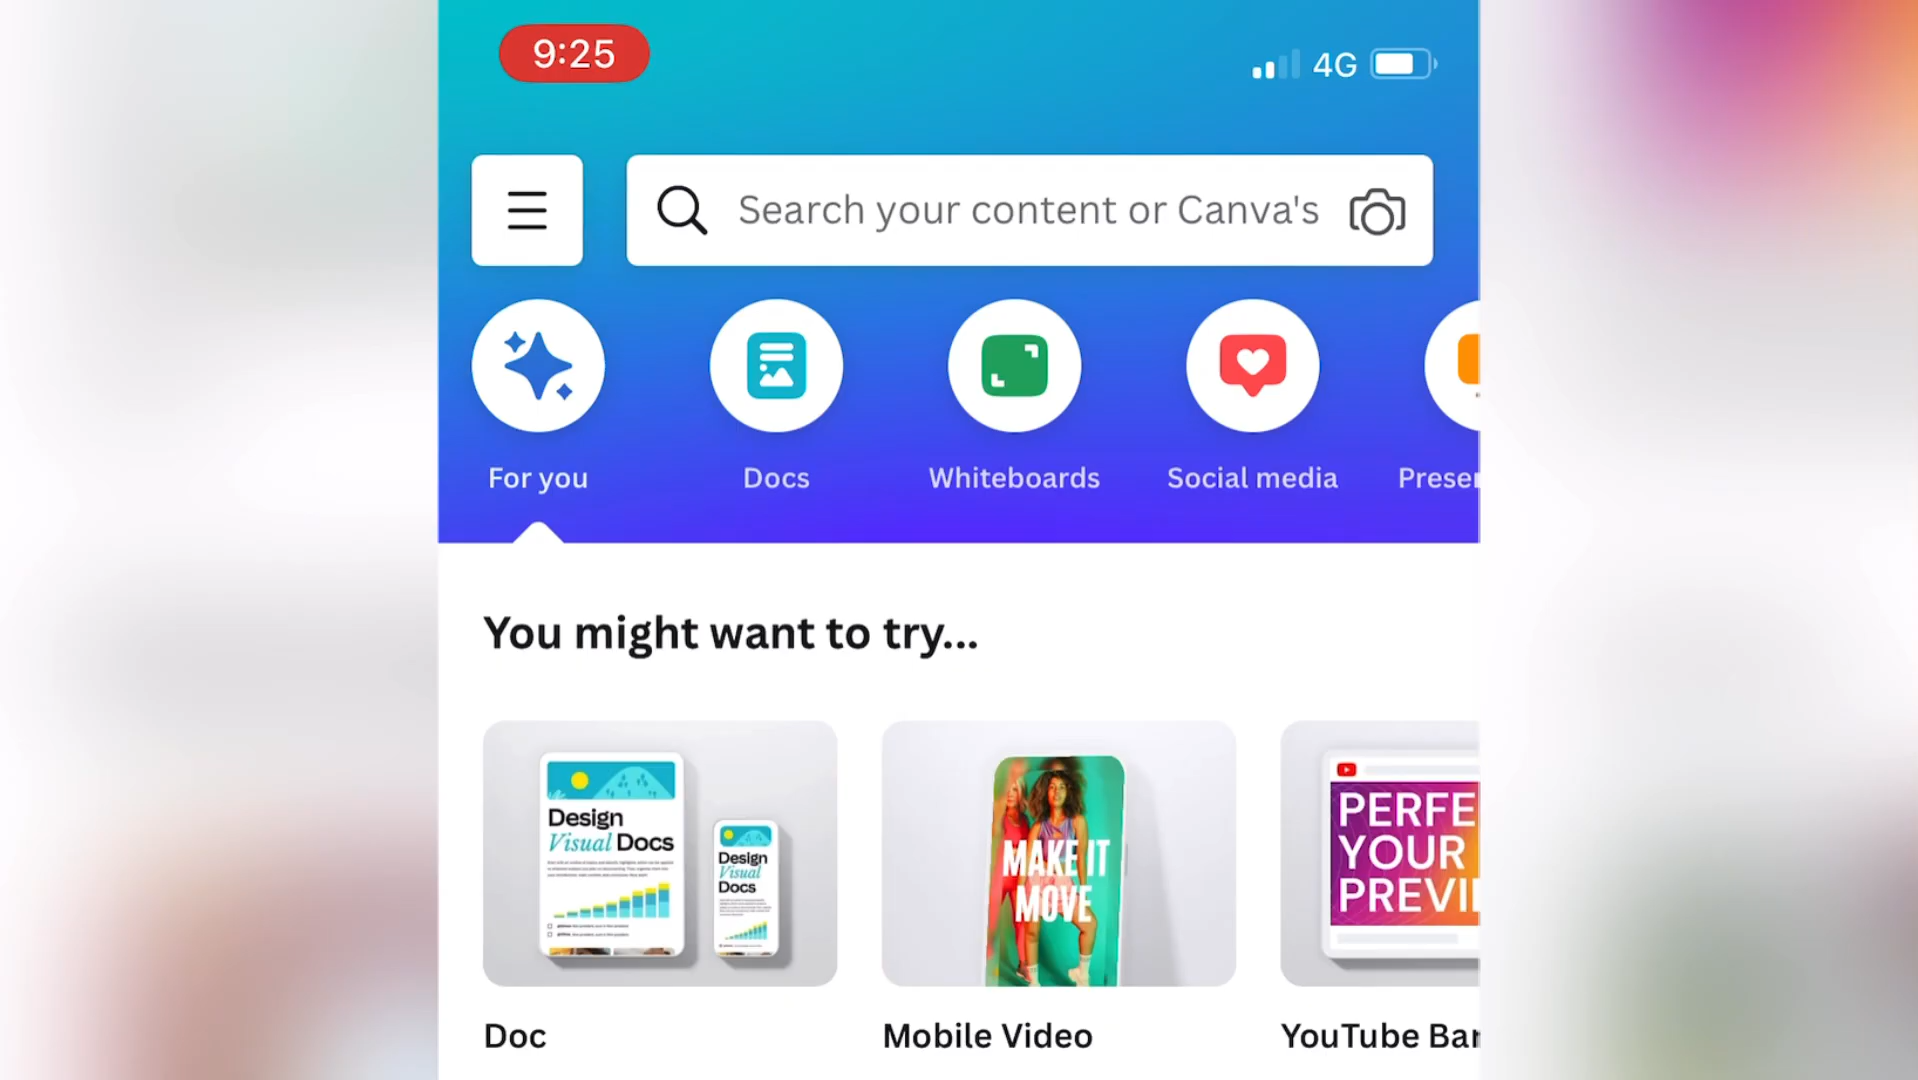 9:25
4G
Search your content or Canva's
For you
Docs
Whiteboards
Social media
Presen
You might want to try...
Design
Visual Docs
Design
Visual
Docs
MAKE IT
MOVE
PERFE
YOUR
PREVI
Doc
Mobile Video
YouTube Ban